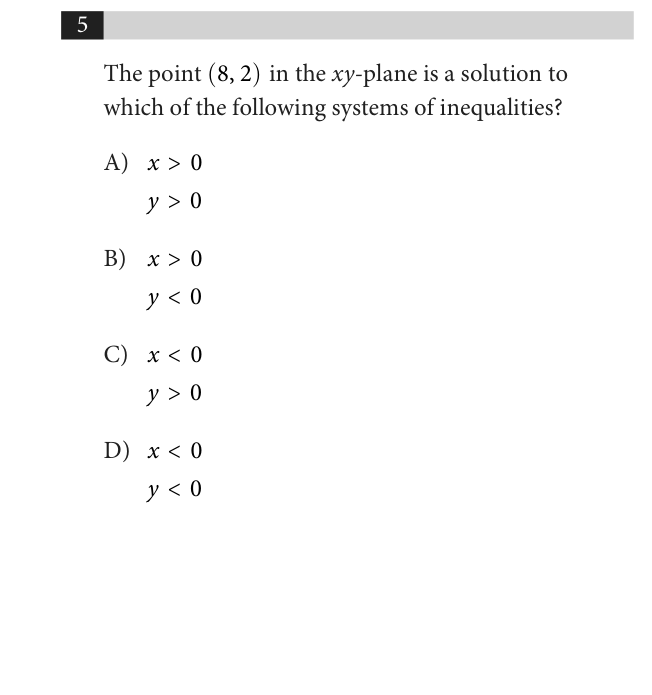 5
The point (8, 2) in the xy-plane is a solution to
which of the following systems of inequalities?
A) x > 0
y > 0
B) x > 0
y < 0
C) x < 0
y > 0
D) x < 0
y < 0